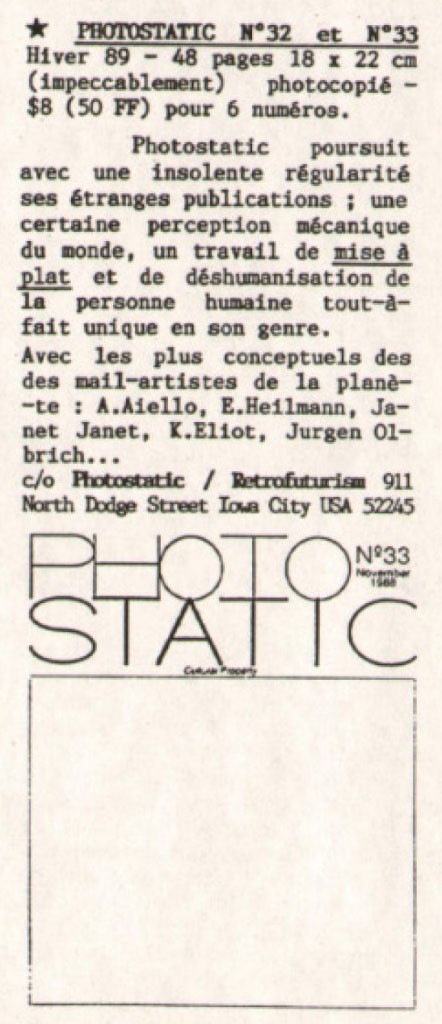 ★ PHOTOSTATIC N°32 et N°33
Hiver 89 - 48 pages 18 x 22 cm
(impeccablement) photocopié -
$8 (50 FF) pour 6 numéros.
Photostatic poursuit
avec une insolente régularité
ses étranges publications ; une
certaine perception mécanique
du monde, un travail de mise à
plat et de déshumanisation de
la personne humaine tout-à-
fait unique en son genre.
Avec les plus conceptuels des
des mail-artistes de la planè-
-te : A.Aiello, E.Heilmann, Ja-
net Janet, K.Eliot, Jurgen Ol-
brich...
c/o Photostatic / Retrofuturism 911
North Dodge Street Iowa City USA 52245
PHOTO
Nº33
November
1988
STATIC
Cultural Property